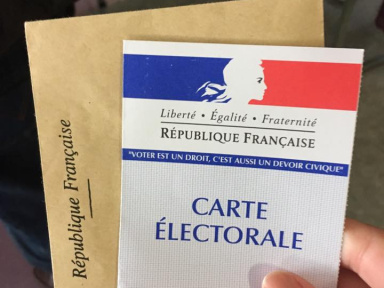 République Française
Liberté • Égalité • Fraternité
RÉPUBLIQUE FRANÇAISE
"VOTER EST UN DROIT, C'EST AUSSI UN DEVOIR CIVIQUE"
CARTE
ÉLECTORALE